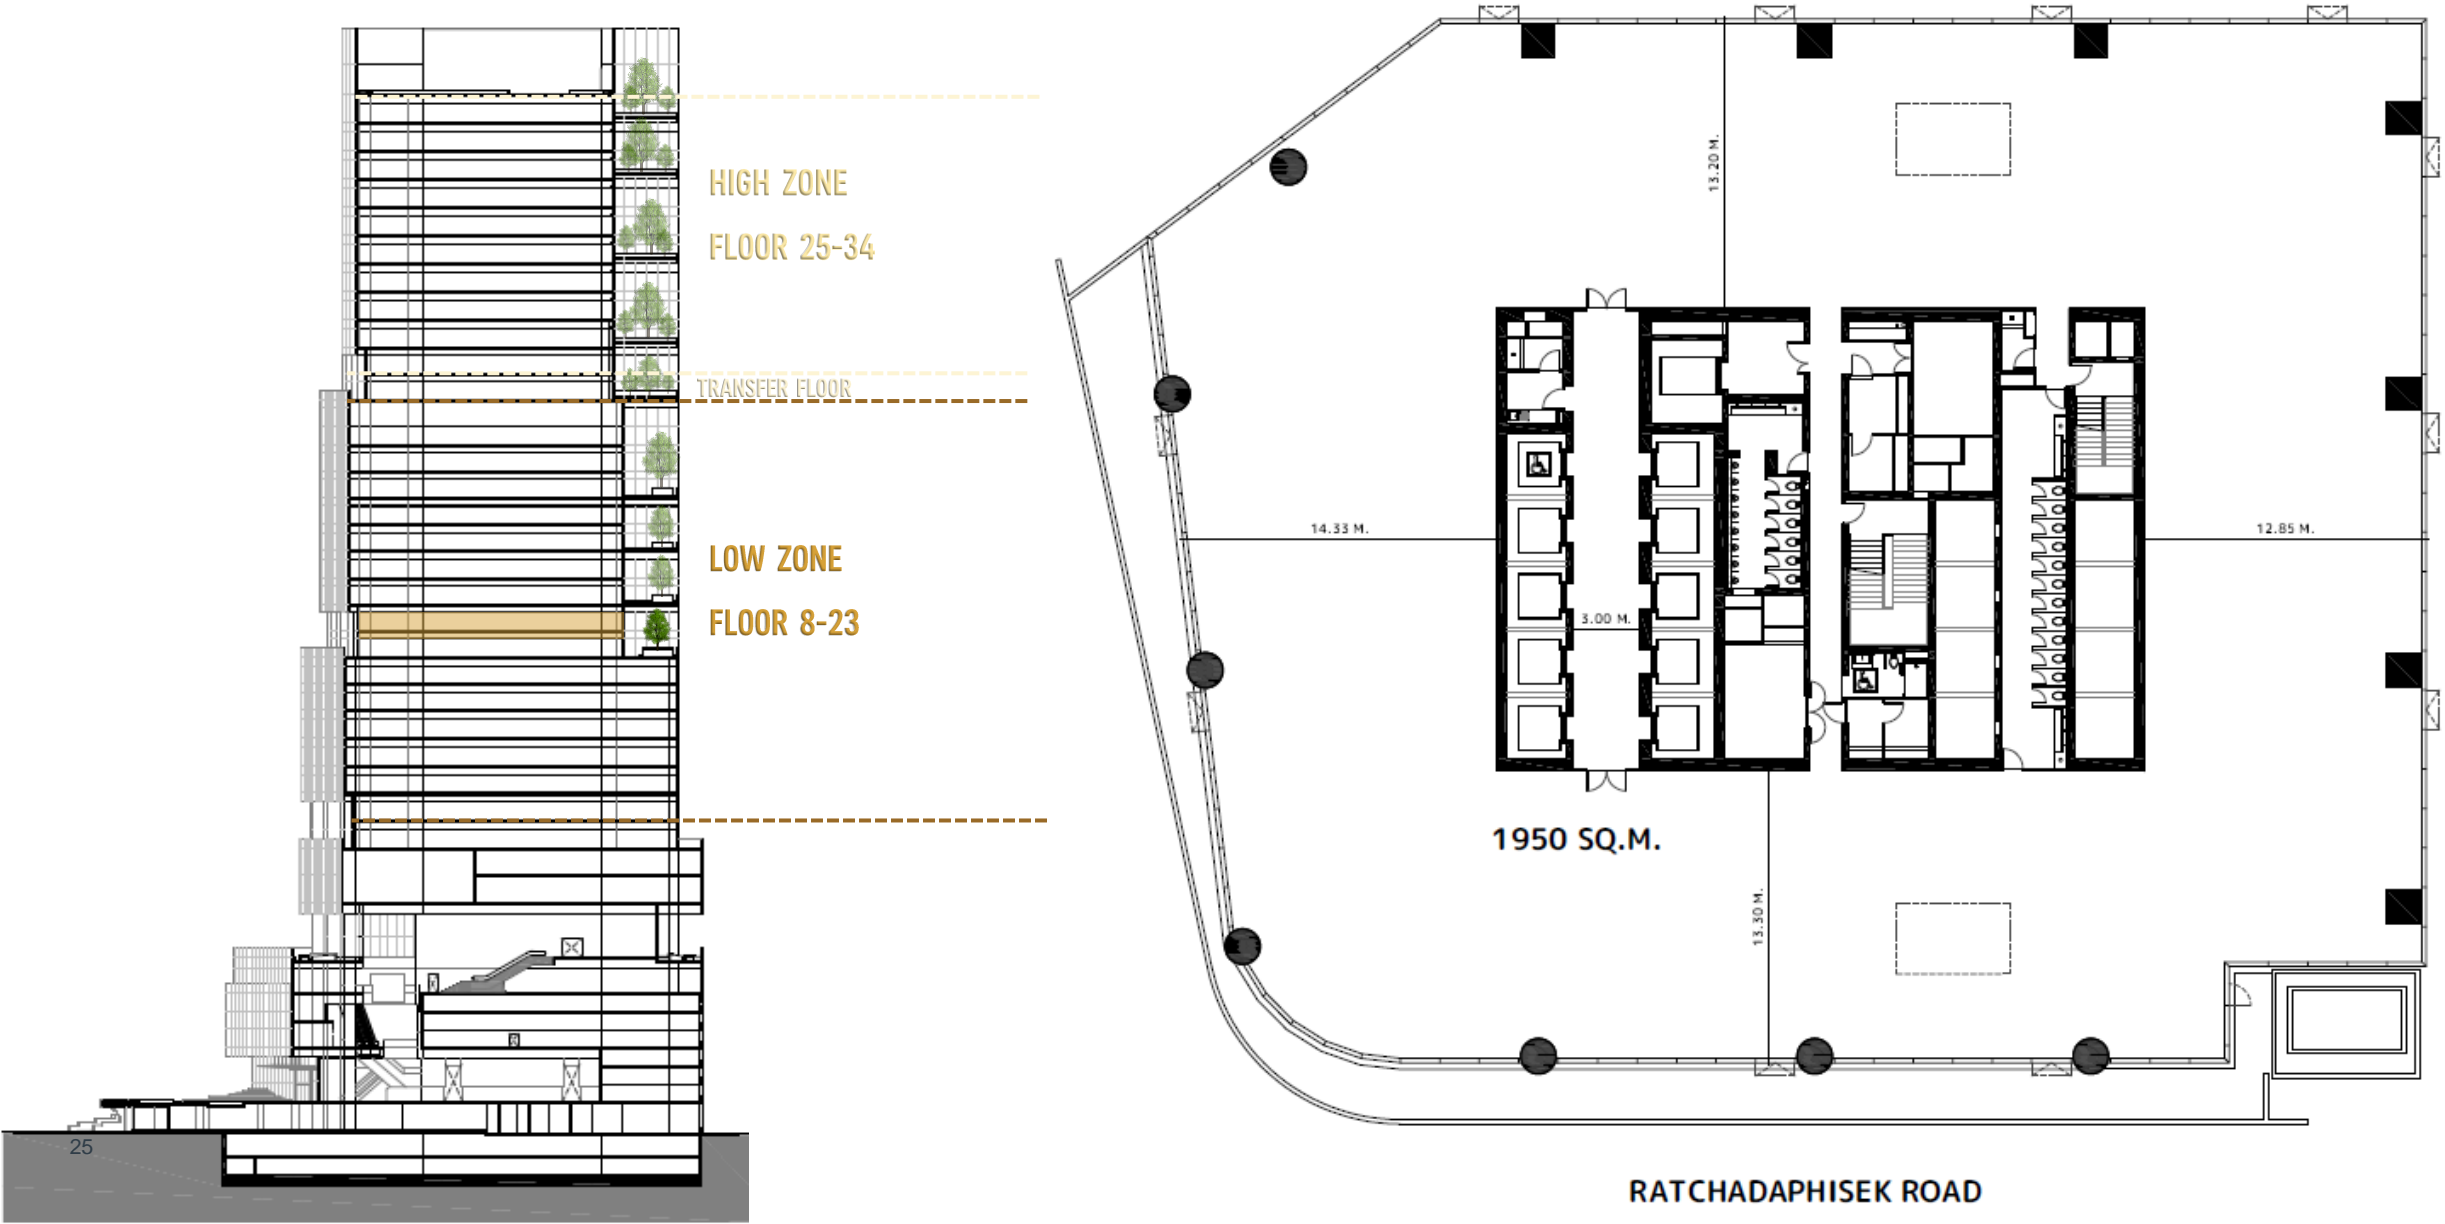 HIGH ZONE
FLOOR 25-34
TRANSFER FLOOR
LOW ZONE
FLOOR 8-23
25
13.20 M.
14.33 M.
12.85 M.
3.00 M.
1950 SQ.M.
13.30 M.
RATCHADAPHISEK ROAD